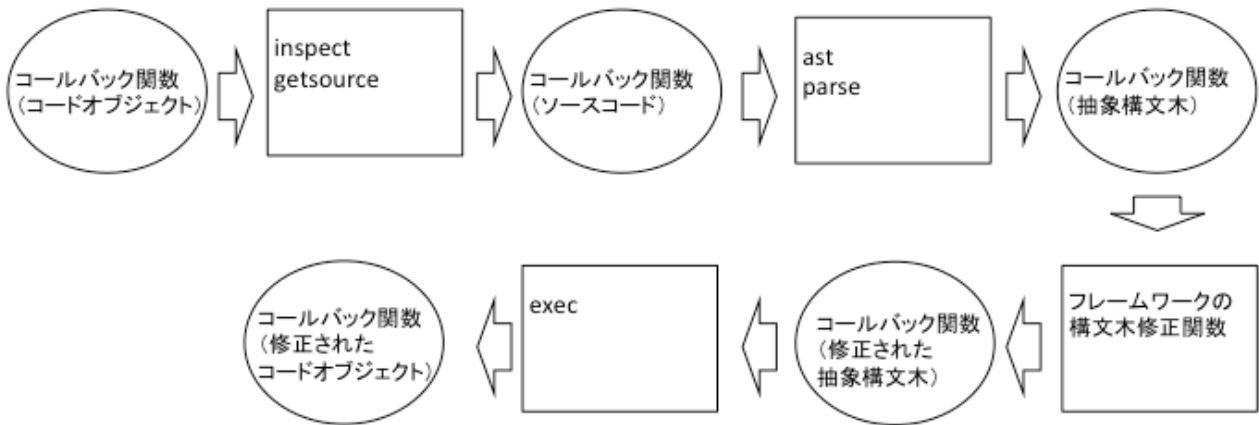 コールバック関数
(コードオブジェクト)
inspect
getsource
コールバック関数
(ソースコード)
ast
parse
コールバック関数
(抽象構文木)
フレームワークの
構文木修正関数
コールバック関数
(修正された
抽象構文木)
exec
コールバック関数
(修正された
コードオブジェクト)